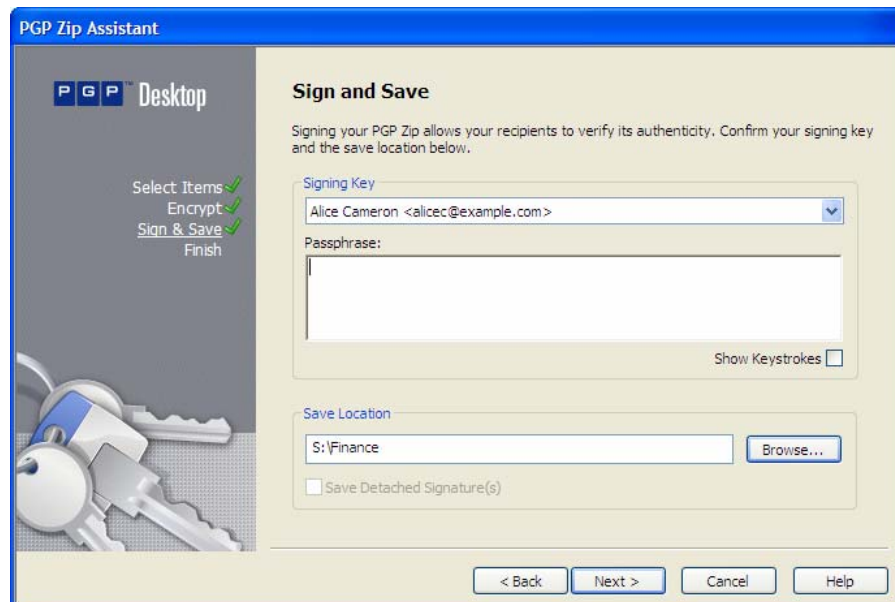 PGP Zip Assistant
PGP™ Desktop
Select Items
Encrypt
Sign & Save
Finish
Sign and Save
Signing your PGP Zip allows your recipients to verify its authenticity. Confirm your signing key
and the save location below.
Signing Key
Alice Cameron <alicec@example.com>
Passphrase:
Show Keystrokes
Save Location
S:\Finance
Browse...
Save Detached Signature(s)
< Back
Next >
Cancel
Help